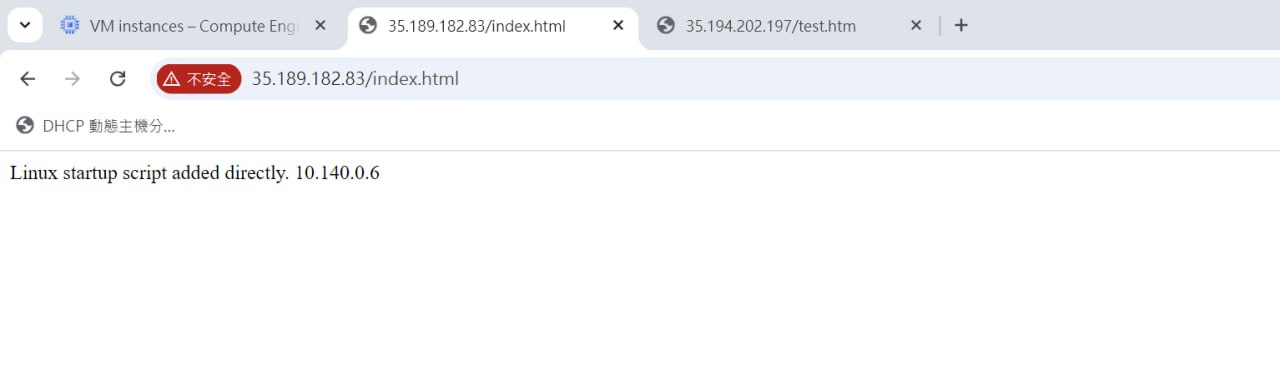 VM instances – Compute Engi
35.189.182.83/index.html
35.194.202.197/test.htm
不安全 35.189.182.83/index.html
DHCP 動態主機分...
Linux startup script added directly. 10.140.0.6